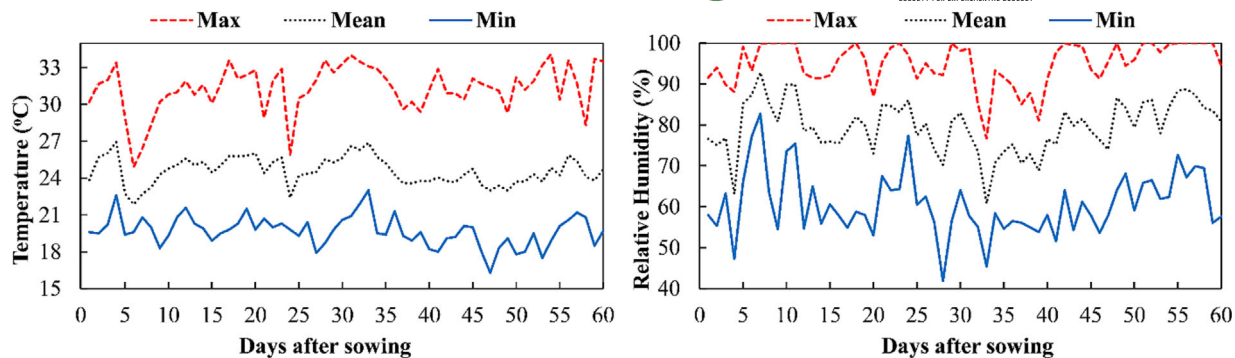 Max Mean Min
Temperature (°C)
33
30
27
24
21
18
15
0 5 10 15 20 25 30 35 40 45 50 55 60
Days after sowing
Max Mean Min
Relative Humidity (%)
100
90
80
70
60
50
40
0 5 10 15 20 25 30 35 40 45 50 55 60
Days after sowing